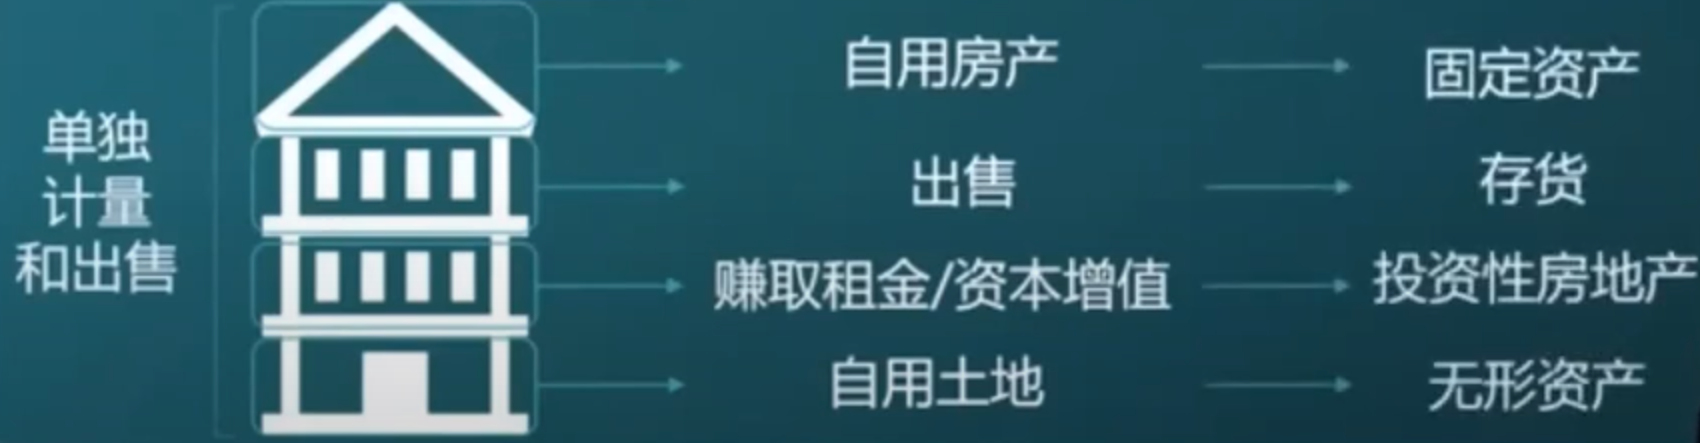 单独
计量
和出售
自用房产
固定资产
出售
存货
赚取租金/资本增值
投资性房地产
自用土地
无形资产